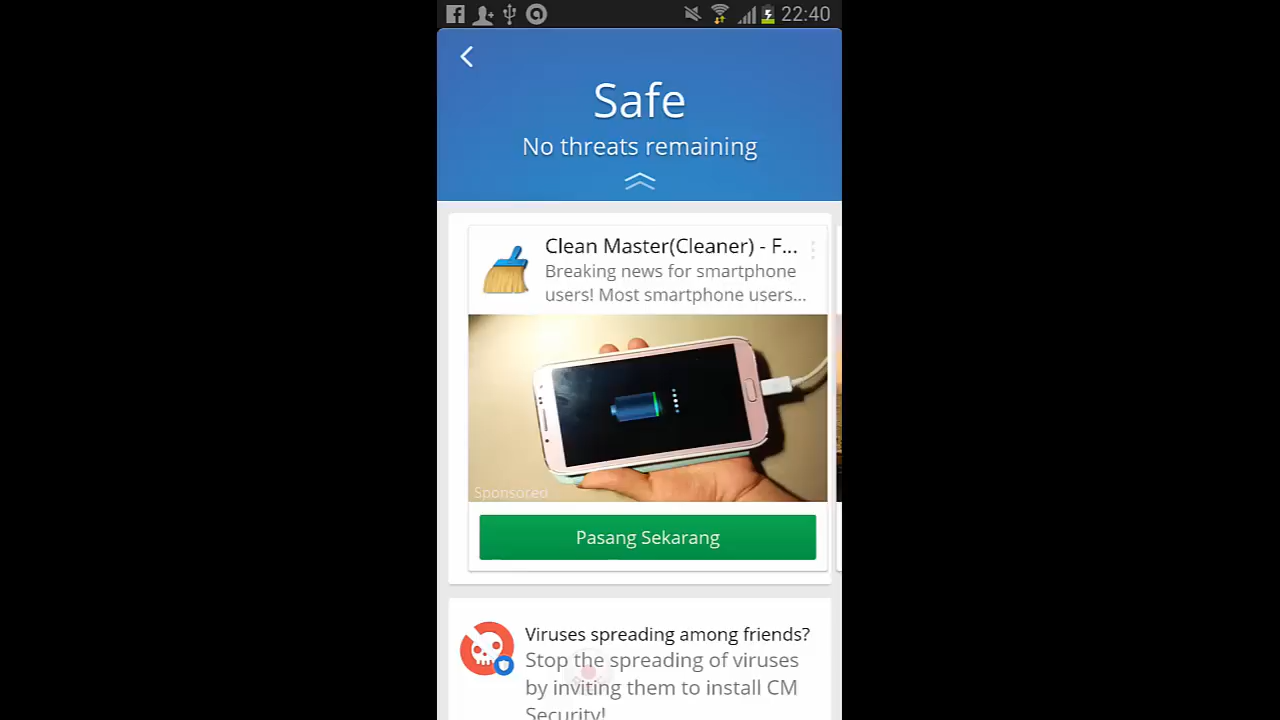 22:40
Safe
No threats remaining
Clean Master(Cleaner) - F...
Breaking news for smartphone
users! Most smartphone users...
Sponsored
Pasang Sekarang
Viruses spreading among friends?
Stop the spreading of viruses
by inviting them to install CM
Security!